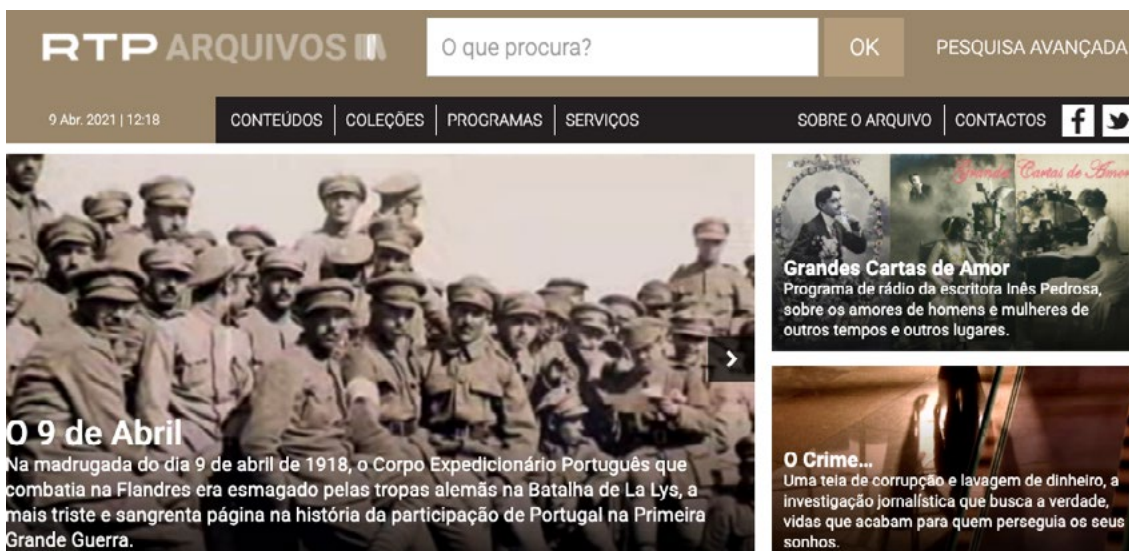 RTP ARQUIVOS
O que procura?
OK
PESQUISA AVANÇADA
9 Abr. 2021 | 12:18
CONTEÚDOS | COLEÇÕES | PROGRAMAS | SERVIÇOS
SOBRE O ARQUIVO | CONTACTOS
O 9 de Abril
Na madrugada do dia 9 de abril de 1918, o Corpo Expedicionário Português que
combatia na Flandres era esmagado pelas tropas alemãs na Batalha de La Lys, a
mais triste e sangrenta página na história da participação de Portugal na Primeira
Grande Guerra.
Grandes Cartas de Amor
Grandes Cartas de Amor
Programa de rádio da escritora Inês Pedrosa,
sobre os amores de homens e mulheres de
outros tempos e outros lugares.
O Crime...
Uma teia de corrupção e lavagem de dinheiro, a
investigação jornalística que busca a verdade,
vidas que acabam para quem perseguia os seus
sonhos.